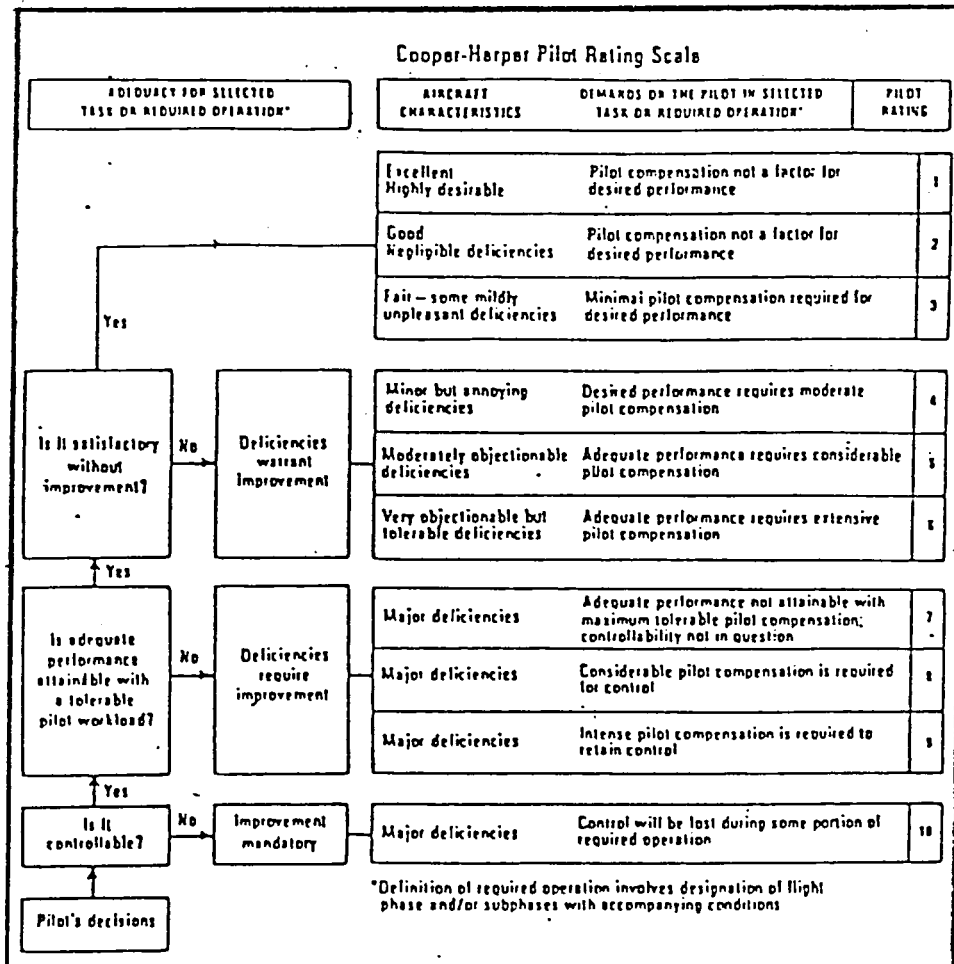 Cooper-Harper Pilot Rating Scale
ADEQUACY FOR SELECTED
TASK OR REQUIRED OPERATION*
AIRCRAFT
CHARACTERISTICS
DEMANDS ON THE PILOT IN SELECTED
TASK OR REQUIRED OPERATION*
PILOT
RATING
Excellent
Highly desirable
Pilot compensation not a factor for
desired performance
1
Good
Negligible deficiencies
Pilot compensation not a factor for
desired performance
2
Fair – some mildly
unpleasant deficiencies
Minimal pilot compensation required for
desired performance
3
Yes
Is it satisfactory
without
improvement?
No
Deficiencies
warrant
improvement
Minor but annoying
deficiencies
Desired performance requires moderate
pilot compensation
4
Moderately objectionable
deficiencies
Adequate performance requires considerable
pilot compensation
5
Very objectionable but
tolerable deficiencies
Adequate performance requires extensive
pilot compensation
6
Yes
Is adequate
performance
attainable with
a tolerable
pilot workload?
No
Deficiencies
require
improvement
Major deficiencies
Adequate performance not attainable with
maximum tolerable pilot compensation;
controllability not in question
7
Major deficiencies
Considerable pilot compensation is required
for control
8
Major deficiencies
Intense pilot compensation is required to
retain control
9
Yes
Is it
controllable?
No
Improvement
mandatory
Major deficiencies
Control will be lost during some portion of
required operation
10
Pilot's decisions
*Definition of required operation involves designation of flight
phase and/or subphases with accompanying conditions